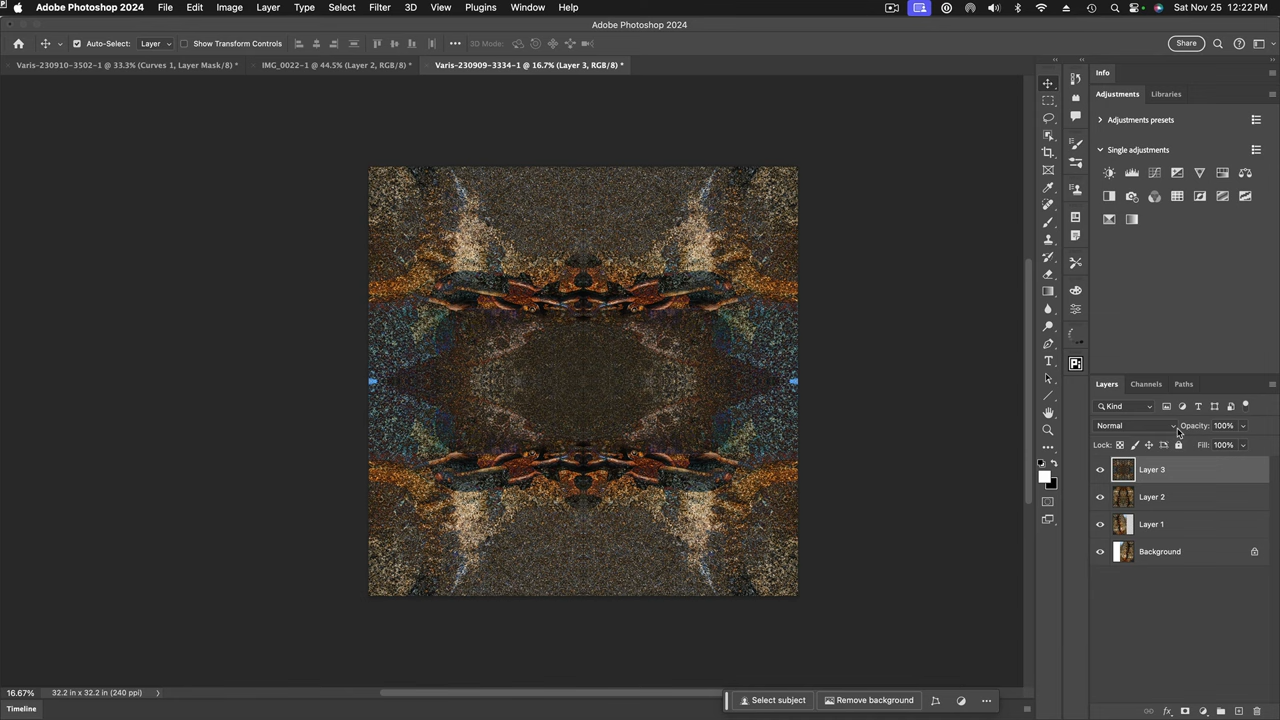 Adobe Photoshop 2024 File Edit Image Layer Type Select Filter 3D View Plugins Window Help Sat Nov 25 12:22 PM
Adobe Photoshop 2024
Auto-Select: Layer Show Transform Controls 3D Mode: Share
Varis-230910-3502-1 @ 33.3% (Curves 1, Layer Mask/8) * IMG_0022-1 @ 44.5% (Layer 2, RGB/8) * Varis-230909-3334-1 @ 16.7% (Layer 3, RGB/8) *
Info
Adjustments Libraries
Adjustments presets
Single adjustments
Layers Channels Paths
Kind
Normal Opacity: 100%
Lock: Fill: 100%
Layer 3
Layer 2
Layer 1
Background
16.67% 32.2 in x 32.2 in (240 ppi)
Select subject Remove background
Timeline